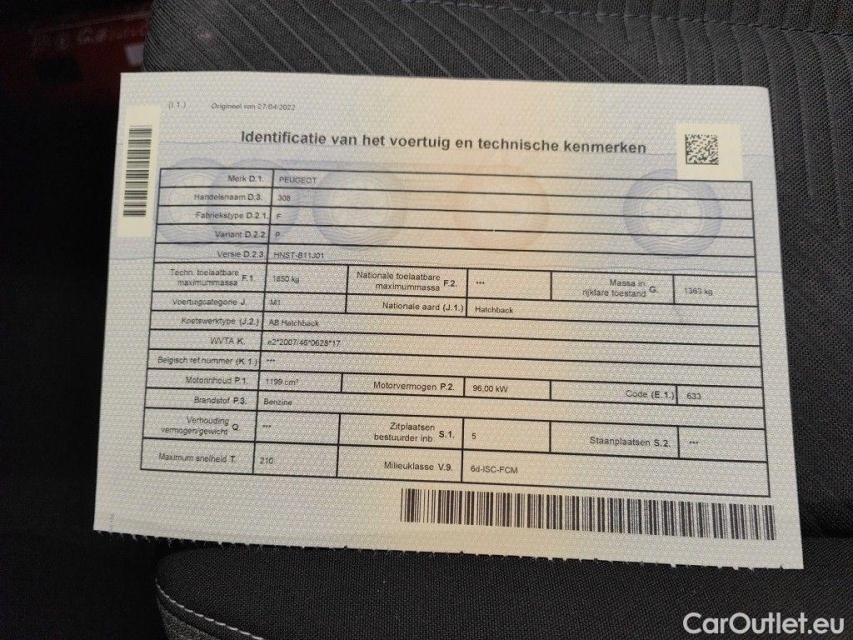 (I.1.) Origineel van 27/04/2022
Identificatie van het voertuig en technische kenmerken
Merk D.1. PEUGEOT
Handelsnaam D.3. 308
Fabriekstype D.2.1. F
Variant D.2.2. P
Versie D.2.3. HNST-B11J01
Techn. toelaatbare maximummassa F.1. 1850 kg Nationale toelaatbare maximummassa F.2. *** Massa in rijklare toestand G. 1363 kg
Voertuigcategorie J. M1 Nationale aard (J.1.) Hatchback
Koetswerktype (J.2.) AB Hatchback
WVTA K. e2*2007/46*0628*17
Belgisch ref.nummer (K.1.) ***
Motorinhoud P.1. 1199 cm³ Motorvermogen P.2. 96,00 kW Code (E.1.) 633
Brandstof P.3. Benzine
Verhouding vermogen/gewicht Q. *** Zitplaatsen bestuurder inb S.1. 5 Staanplaatsen S.2. ***
Maximum snelheid T. 210 Milieuklasse V.9. 6d-ISC-FCM
CarOutlet.eu